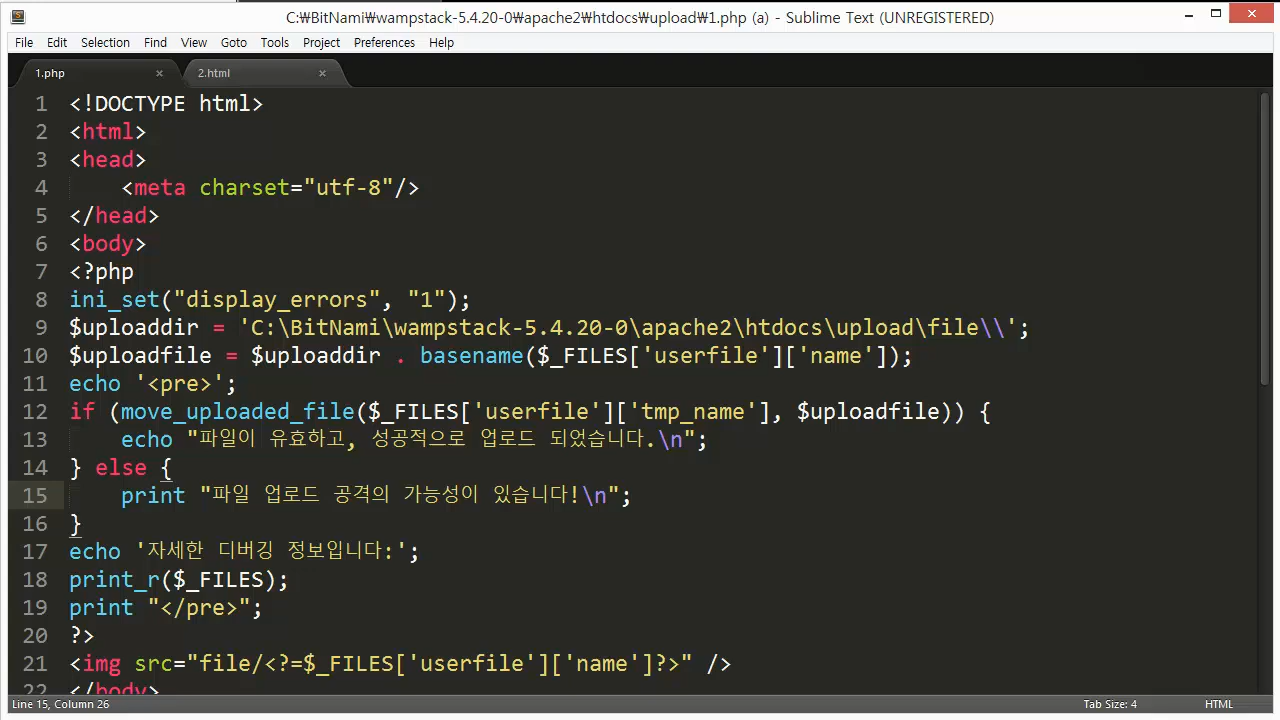 C:₩BitNami₩wampstack-5.4.20-0₩apache2₩htdocs₩upload₩1.php (a) - Sublime Text (UNREGISTERED)
File Edit Selection Find View Goto Tools Project Preferences Help
1.php × 2.html ×
1 <!DOCTYPE html>
2 <html>
3 <head>
4     <meta charset="utf-8"/>
5 </head>
6 <body>
7 <?php
8 ini_set("display_errors", "1");
9 $uploaddir = 'C:\BitNami\wampstack-5.4.20-0\apache2\htdocs\upload\file\\';
10 $uploadfile = $uploaddir . basename($_FILES['userfile']['name']);
11 echo '<pre>';
12 if (move_uploaded_file($_FILES['userfile']['tmp_name'], $uploadfile)) {
13     echo "파일이 유효하고, 성공적으로 업로드 되었습니다.\n";
14 } else {
15     print "파일 업로드 공격의 가능성이 있습니다!\n";
16 }
17 echo '자세한 디버깅 정보입니다:';
18 print_r($_FILES);
19 print "</pre>";
20 ?>
21 <img src="file/<?=$_FILES['userfile']['name']?>" />
22 </body>
Line 15, Column 26 Tab Size: 4 HTML